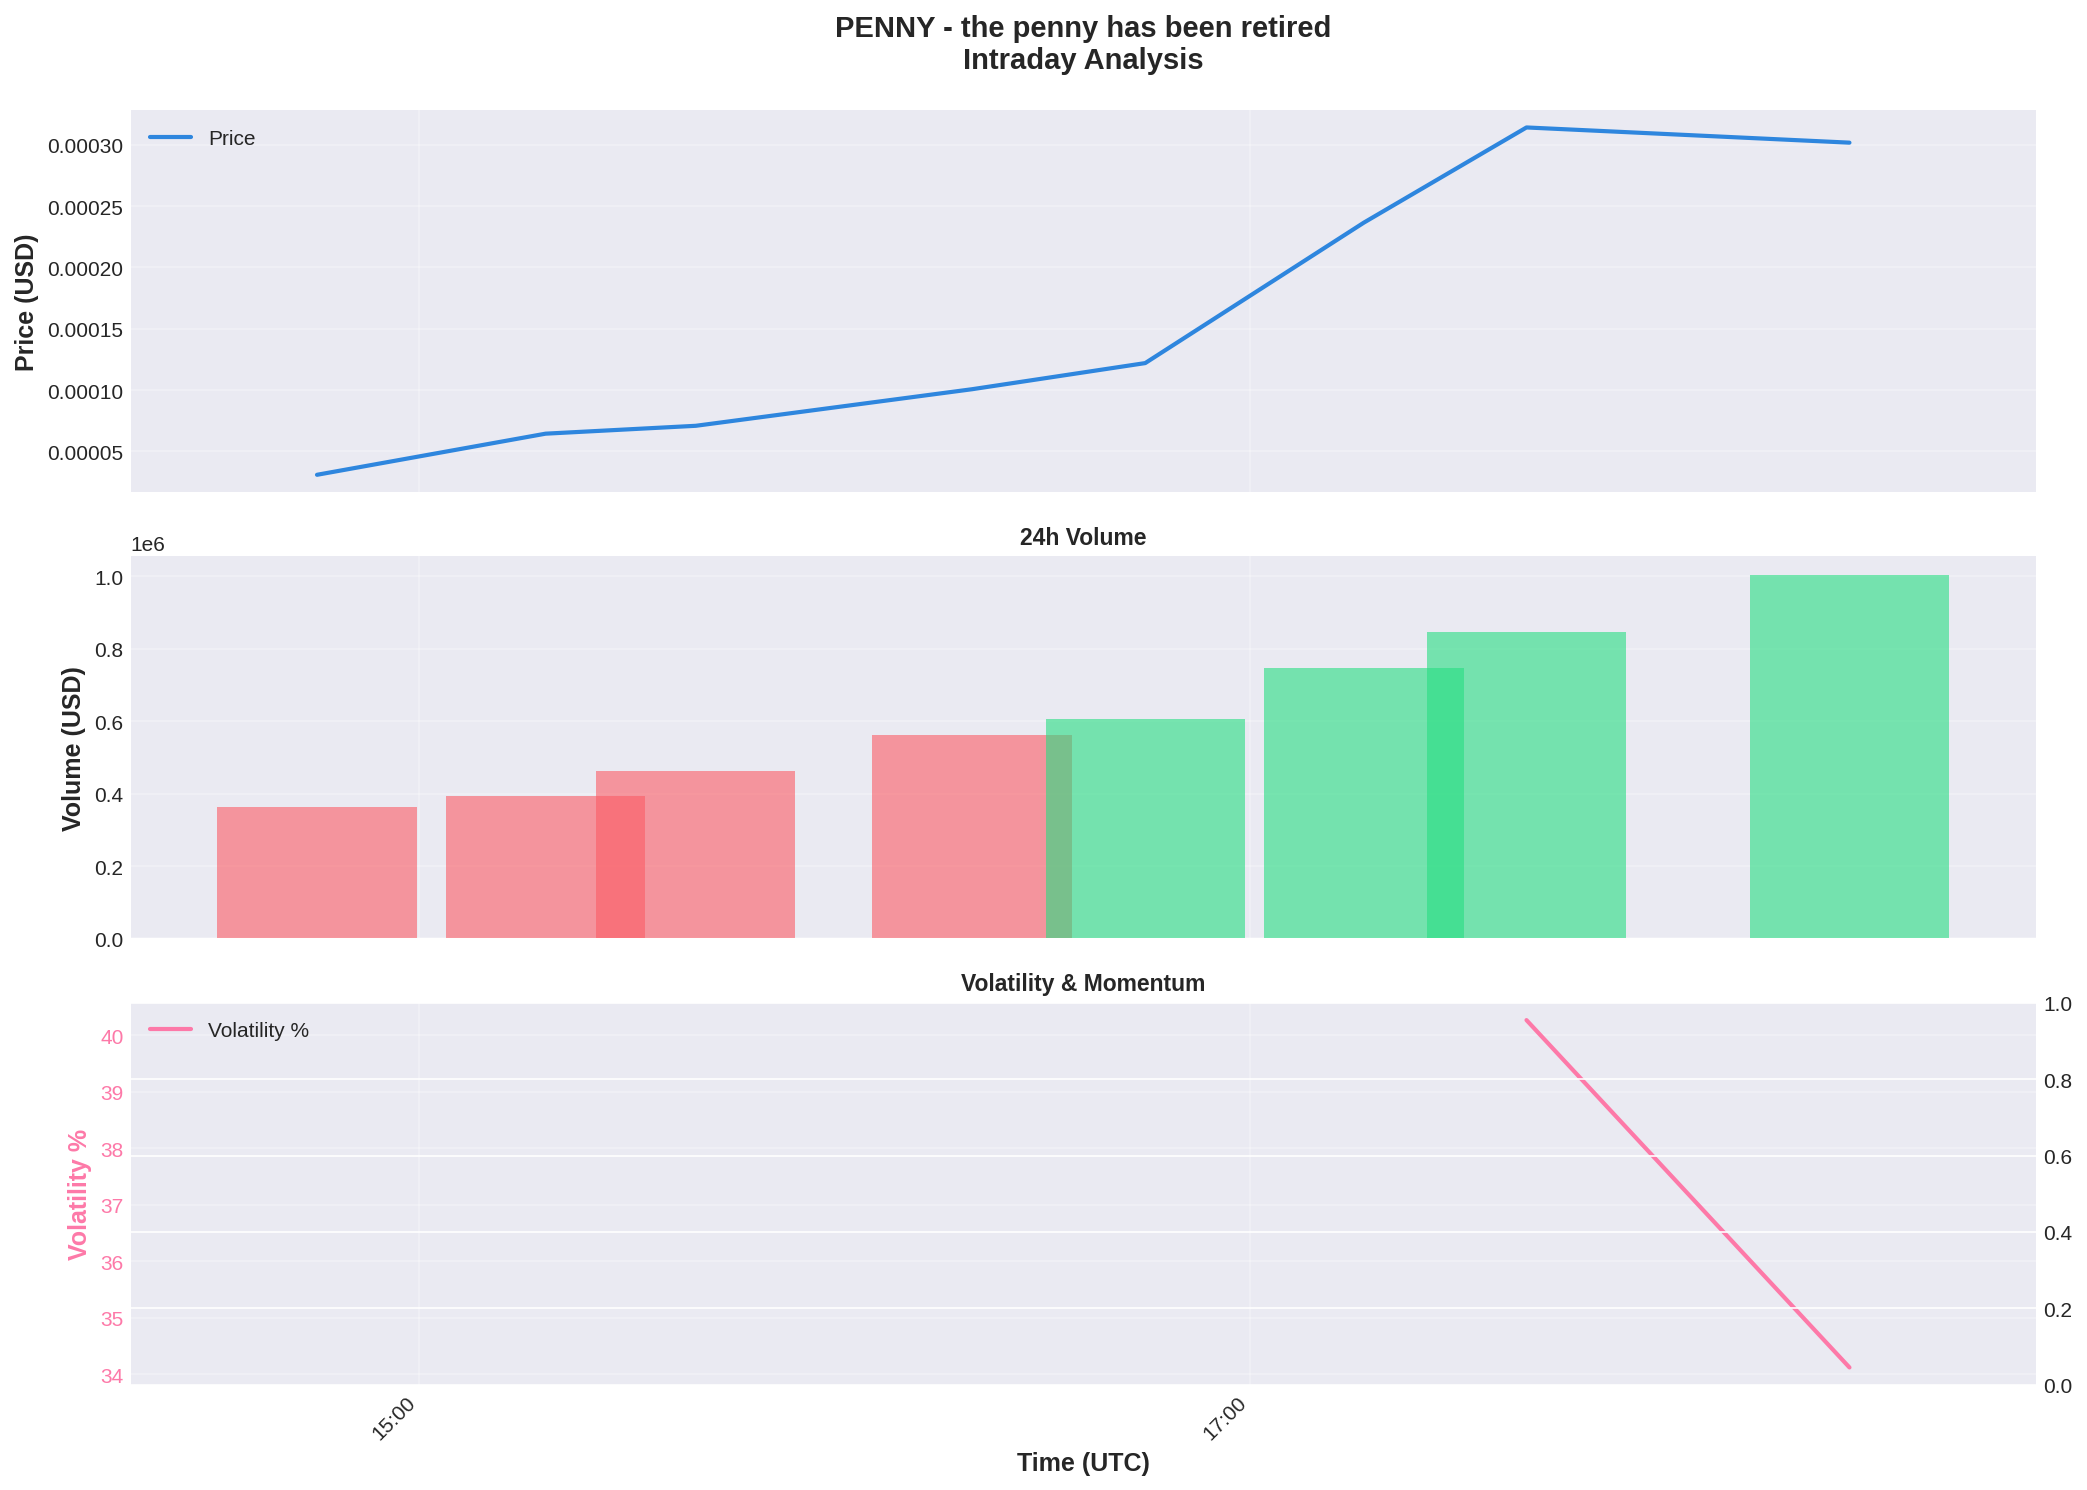 PENNY - the penny has been retired
Intraday Analysis
Price
0.00030
0.00025
0.00020
0.00015
0.00010
0.00005
Price (USD)
24h Volume
1e6
1.0
0.8
0.6
0.4
0.2
0.0
Volume (USD)
Volatility & Momentum
Volatility %
40
39
38
37
36
35
34
Volatility %
1.0
0.8
0.6
0.4
0.2
0.0
15:00
17:00
Time (UTC)